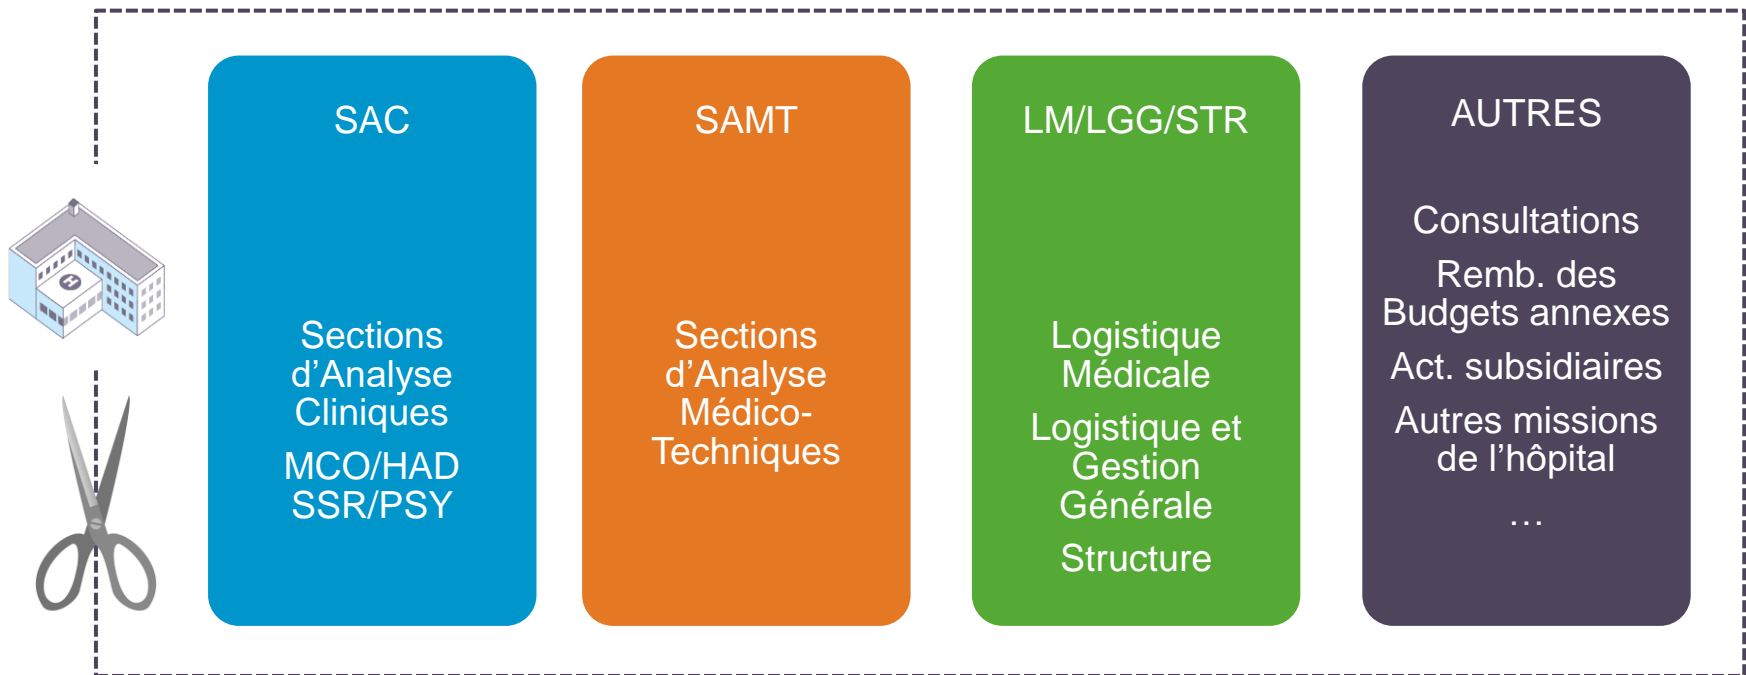 SAC
Sections
d’Analyse
Cliniques
MCO/HAD
SSR/PSY
SAMT
Sections
d’Analyse
Médico-
Techniques
LM/LGG/STR
Logistique
Médicale
Logistique et
Gestion
Générale
Structure
AUTRES
Consultations
Remb. des
Budgets annexes
Act. subsidiaires
Autres missions
de l’hôpital
…
H